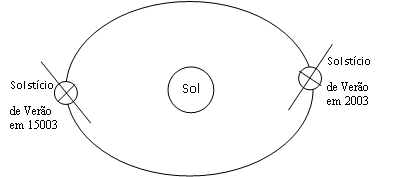 Solstício
de Verão
em 15003
Sol
Solstício
de Verão
em 2003